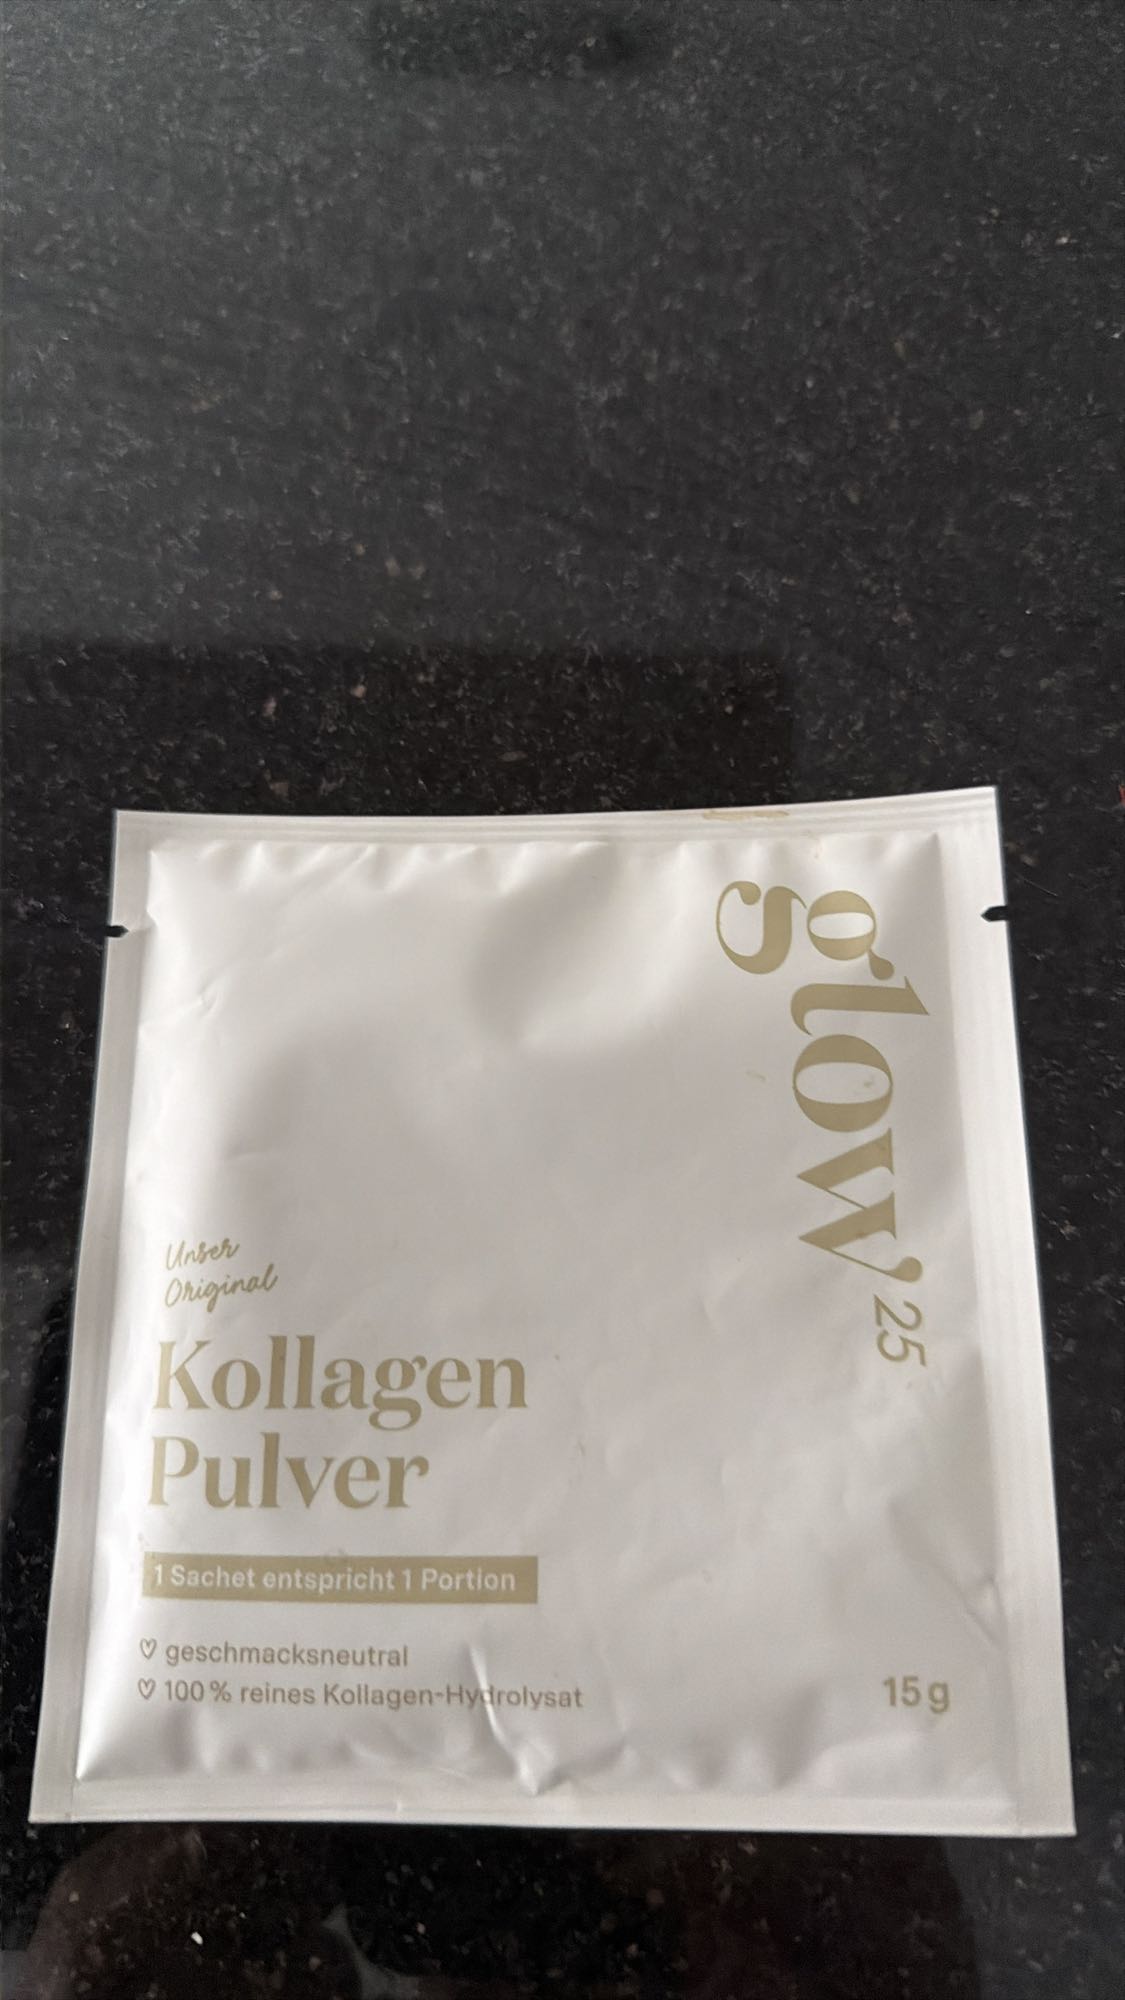 glow
25
Unser
Original
Kollagen
Pulver
1 Sachet entspricht 1 Portion
♡ geschmacksneutral
♡ 100 % reines Kollagen-Hydrolysat
15 g